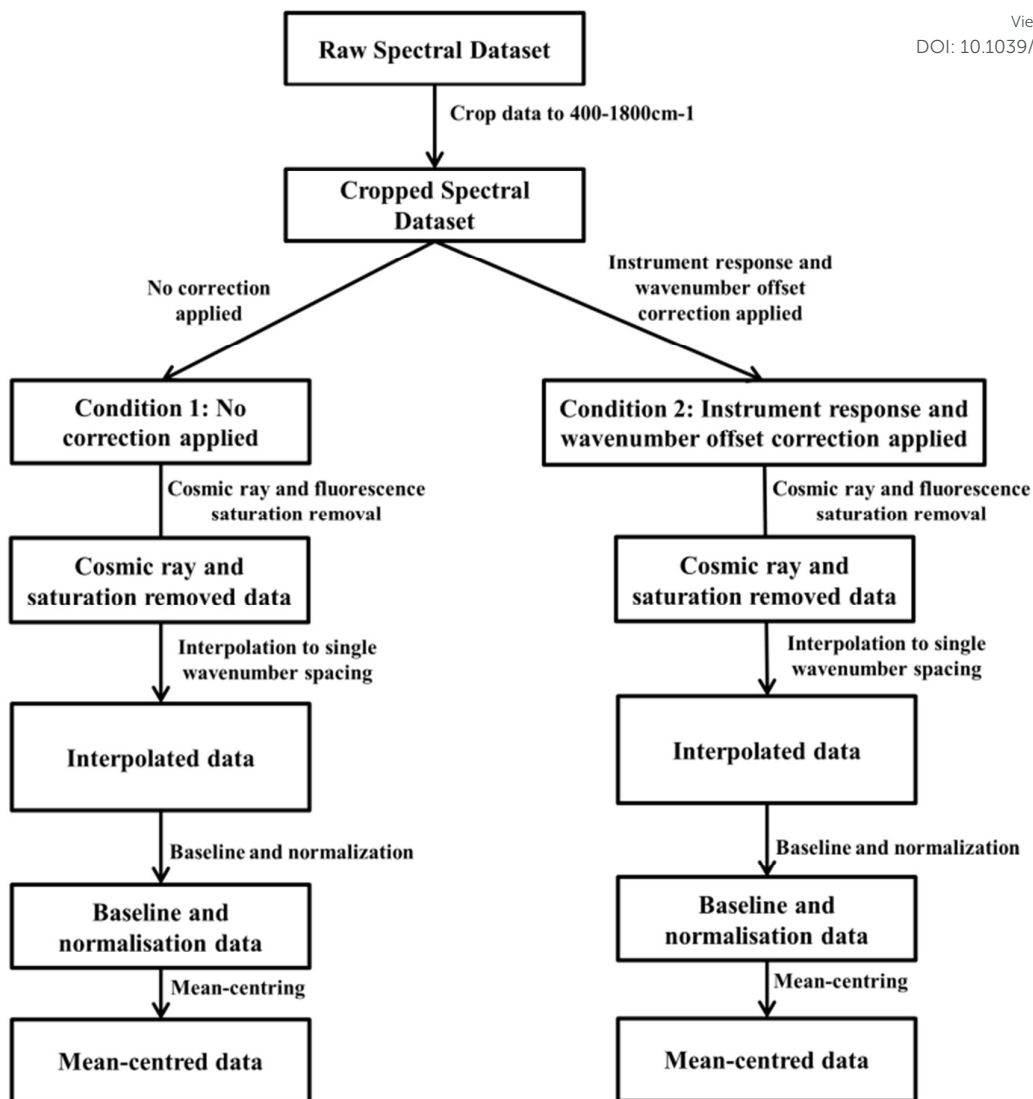 Vie
DOI: 10.1039/
Raw Spectral Dataset
Crop data to 400-1800cm-1
Cropped Spectral
Dataset
No correction
applied
Instrument response and
wavenumber offset
correction applied
Condition 1: No
correction applied
Condition 2: Instrument response and
wavenumber offset correction applied
Cosmic ray and fluorescence
saturation removal
Cosmic ray and fluorescence
saturation removal
Cosmic ray and
saturation removed data
Cosmic ray and
saturation removed data
Interpolation to single
wavenumber spacing
Interpolation to single
wavenumber spacing
Interpolated data
Interpolated data
Baseline and normalization
Baseline and normalization
Baseline and
normalisation data
Baseline and
normalisation data
Mean-centring
Mean-centring
Mean-centred data
Mean-centred data